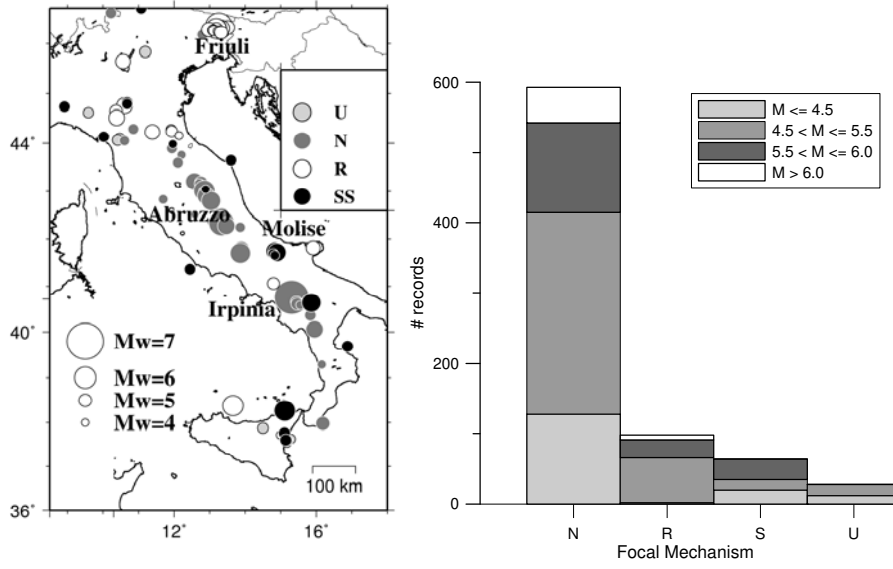 Friuli
U
N
R
SS
44°
Abruzzo
Molise
Irpinia
40°
Mw=7
Mw=6
Mw=5
Mw=4
100 km
36°
12°
16°
600
400
200
0
# records
M <= 4.5
4.5 < M <= 5.5
5.5 < M <= 6.0
M > 6.0
N
R
S
U
Focal Mechanism